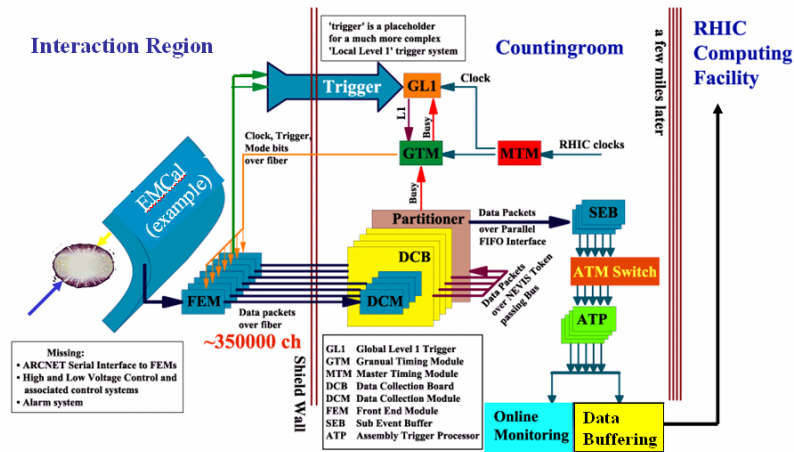 Interaction Region
'trigger' is a placeholder
for a much more complex
'Local Level 1' trigger system
Countingroom
a few miles later
RHIC
Computing
Facility
Trigger
GL1
Clock
L1
Busy
Clock, Trigger,
Mode bits
over fiber
GTM
MTM
RHIC clocks
EMCal
(example)
Busy
Partitioner
Data Packets
over Parallel
FIFO Interface
SEB
DCB
ATM Switch
Data Packets
over NEVIS Token
passing Bus
FEM
DCM
Data packets
over fiber
ATP
~350000 ch
Missing:
• ARCNET Serial Interface to FEMs
• High and Low Voltage Control and
associated control systems
• Alarm system
Shield Wall
GL1 Global Level 1 Trigger
GTM Granual Timing Module
MTM Master Timing Module
DCB Data Collection Board
DCM Data Collection Module
FEM Front End Module
SEB Sub Event Buffer
ATP Assembly Trigger Processor
Online
Monitoring
Data
Buffering